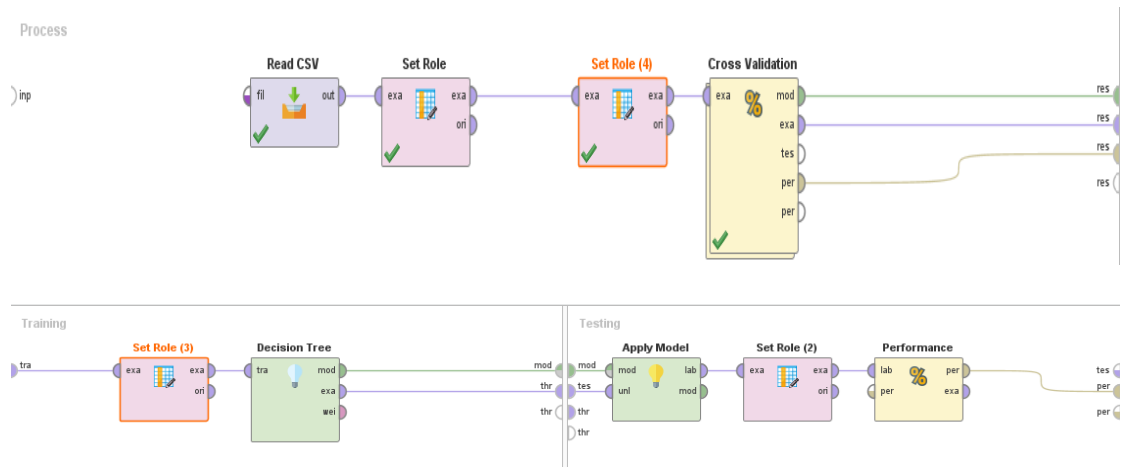 Process
Read CSV
Set Role
Set Role (4)
Cross Validation
inp
fil
out
exa
exa
ori
exa
exa
ori
exa
mod
exa
tes
per
per
res
res
res
res
Training
Set Role (3)
Decision Tree
tra
exa
exa
ori
tra
mod
exa
wei
mod
thr
thr
Testing
Apply Model
Set Role (2)
Performance
mod
tes
thr
thr
mod
unl
lab
mod
exa
exa
ori
lab
per
per
exa
tes
per
per